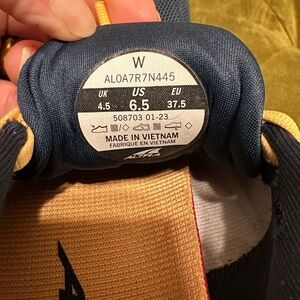 W
AL0A7R7N445
UK US EU
4.5 6.5 37.5
508703 01-23
MADE IN VIETNAM
FABRIQUÉ EN VIETNAM
ALTRA